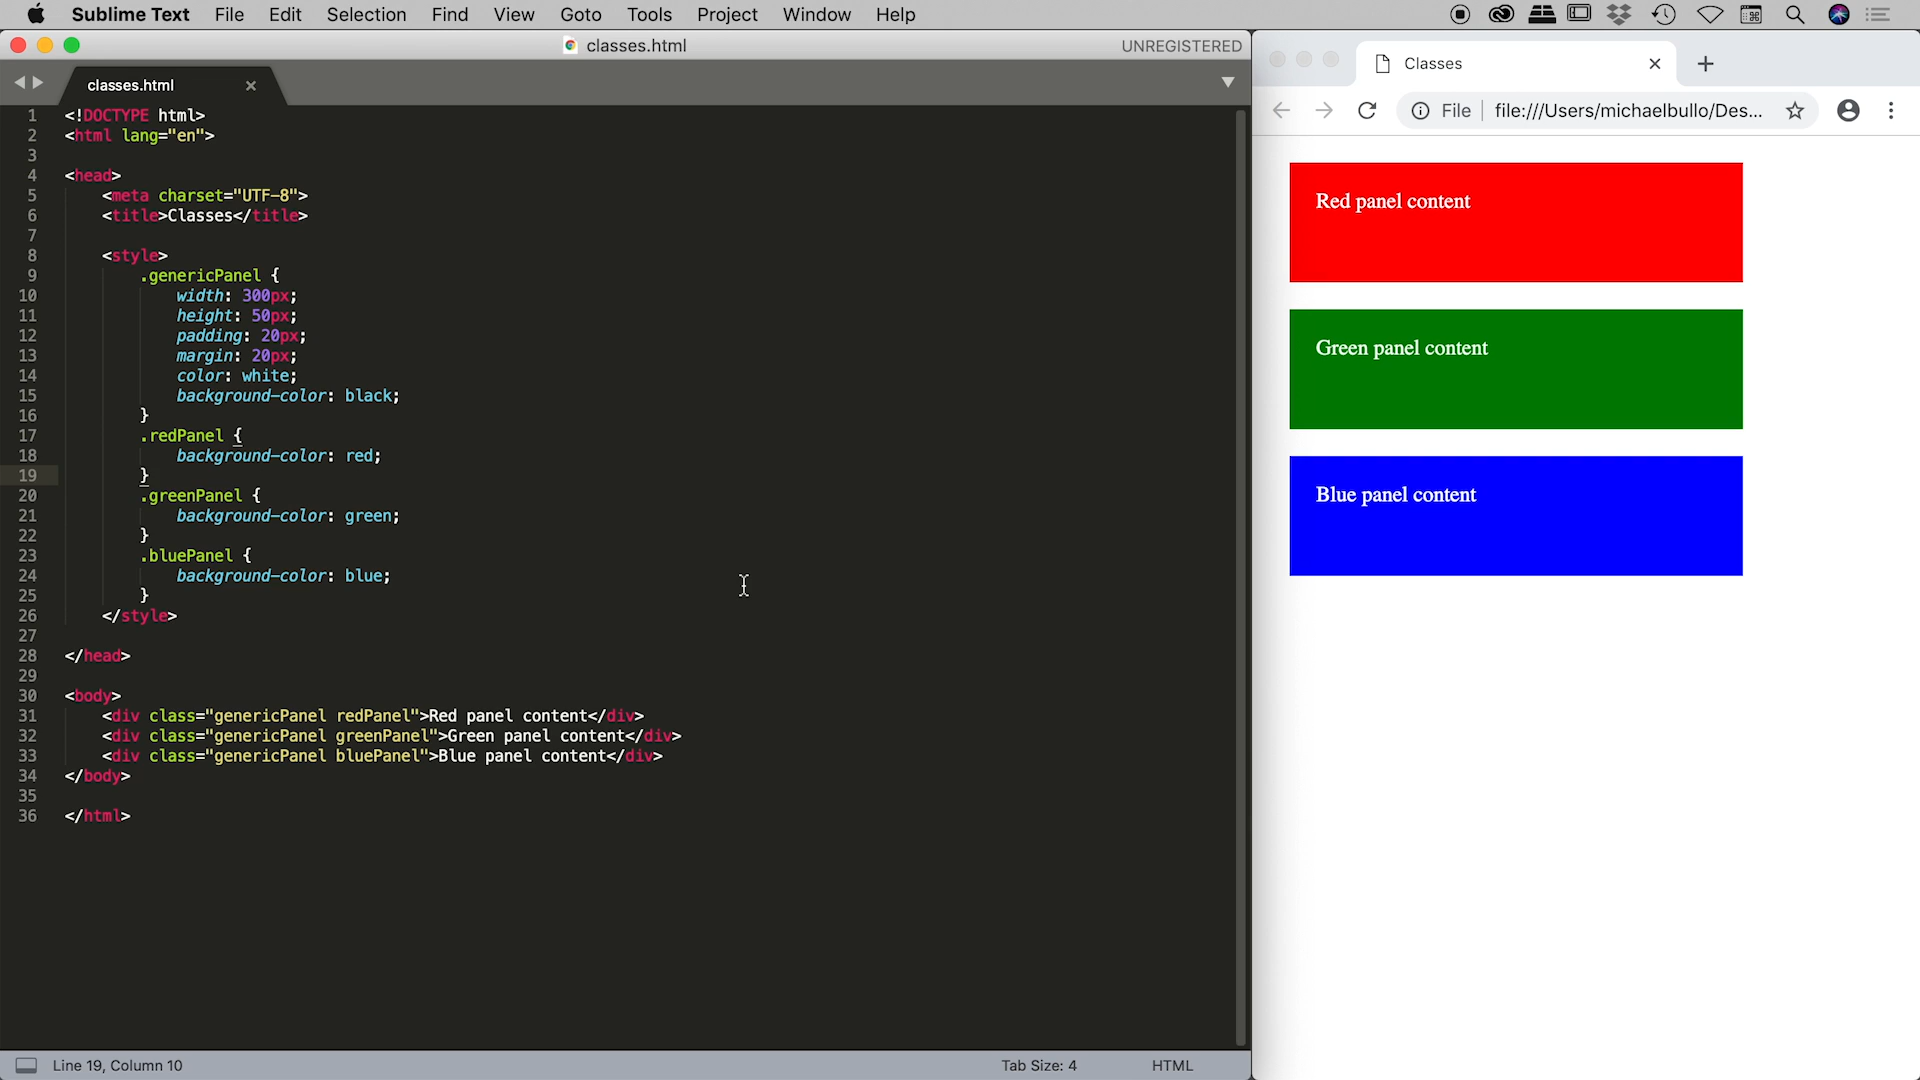 Sublime Text File Edit Selection Find View Goto Tools Project Window Help
classes.html
UNREGISTERED
classes.html
1 <!DOCTYPE html>
2 <html lang="en">
3
4 <head>
5 <meta charset="UTF-8">
6 <title>Classes</title>
7
8 <style>
9 .genericPanel {
10 width: 300px;
11 height: 50px;
12 padding: 20px;
13 margin: 20px;
14 color: white;
15 background-color: black;
16 }
17 .redPanel {
18 background-color: red;
19 }
20 .greenPanel {
21 background-color: green;
22 }
23 .bluePanel {
24 background-color: blue;
25 }
26 </style>
27
28 </head>
29
30 <body>
31 <div class="genericPanel redPanel">Red panel content</div>
32 <div class="genericPanel greenPanel">Green panel content</div>
33 <div class="genericPanel bluePanel">Blue panel content</div>
34 </body>
35
36 </html>
Line 19, Column 10
Tab Size: 4
HTML
Classes
File file:///Users/michaelbullo/Des...
Red panel content
Green panel content
Blue panel content